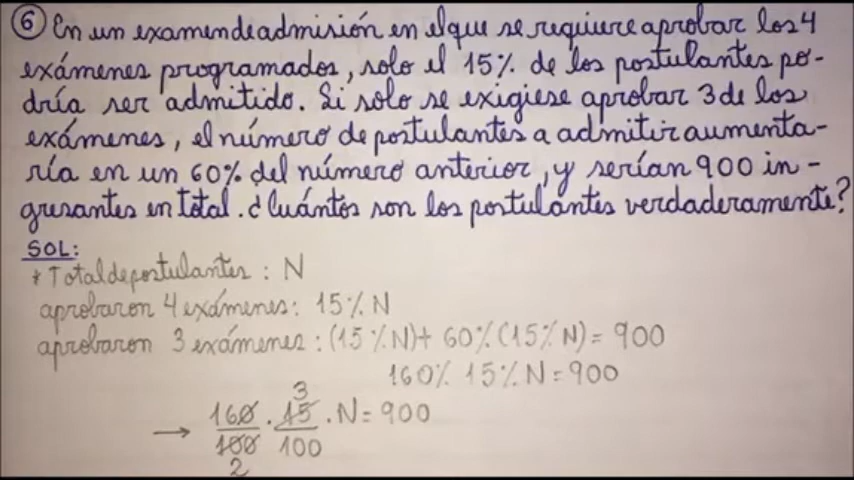 6 En un examen de admisión en el que se requiere aprobar los 4
exámenes programados, solo el 15% de los postulantes po-
dría ser admitido. Si solo se exigiese aprobar 3 de los
exámenes, el número de postulantes a admitir aumenta-
ría en un 60% del número anterior, y serían 900 in-
gresantes en total. ¿Cuántos son los postulantes verdaderamente?
SOL:
* Total de postulantes : N
aprobaron 4 exámenes: 15% N
aprobaron 3 exámenes : (15% N)+ 60% (15% N) = 900
160% 15% N = 900
3
→ 160/100 . 15/100 . N = 900
2